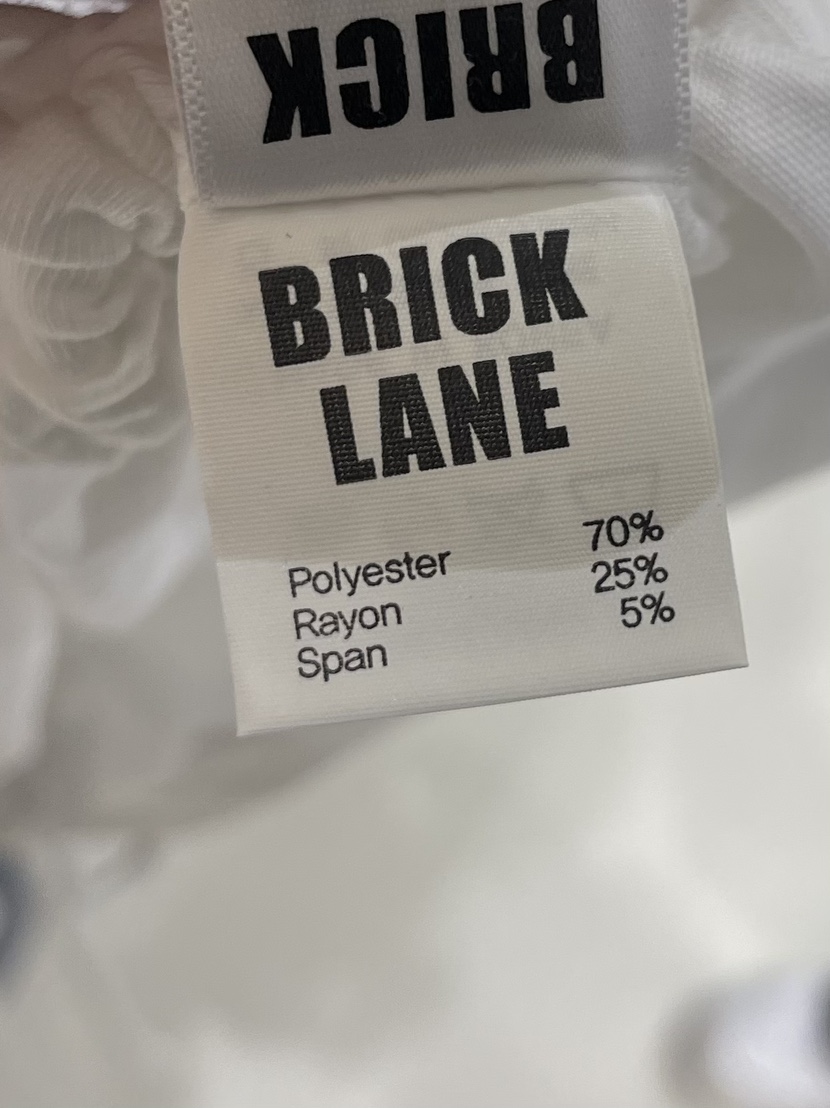 BRICK
BRICK
LANE
Polyester 70%
Rayon 25%
Span 5%